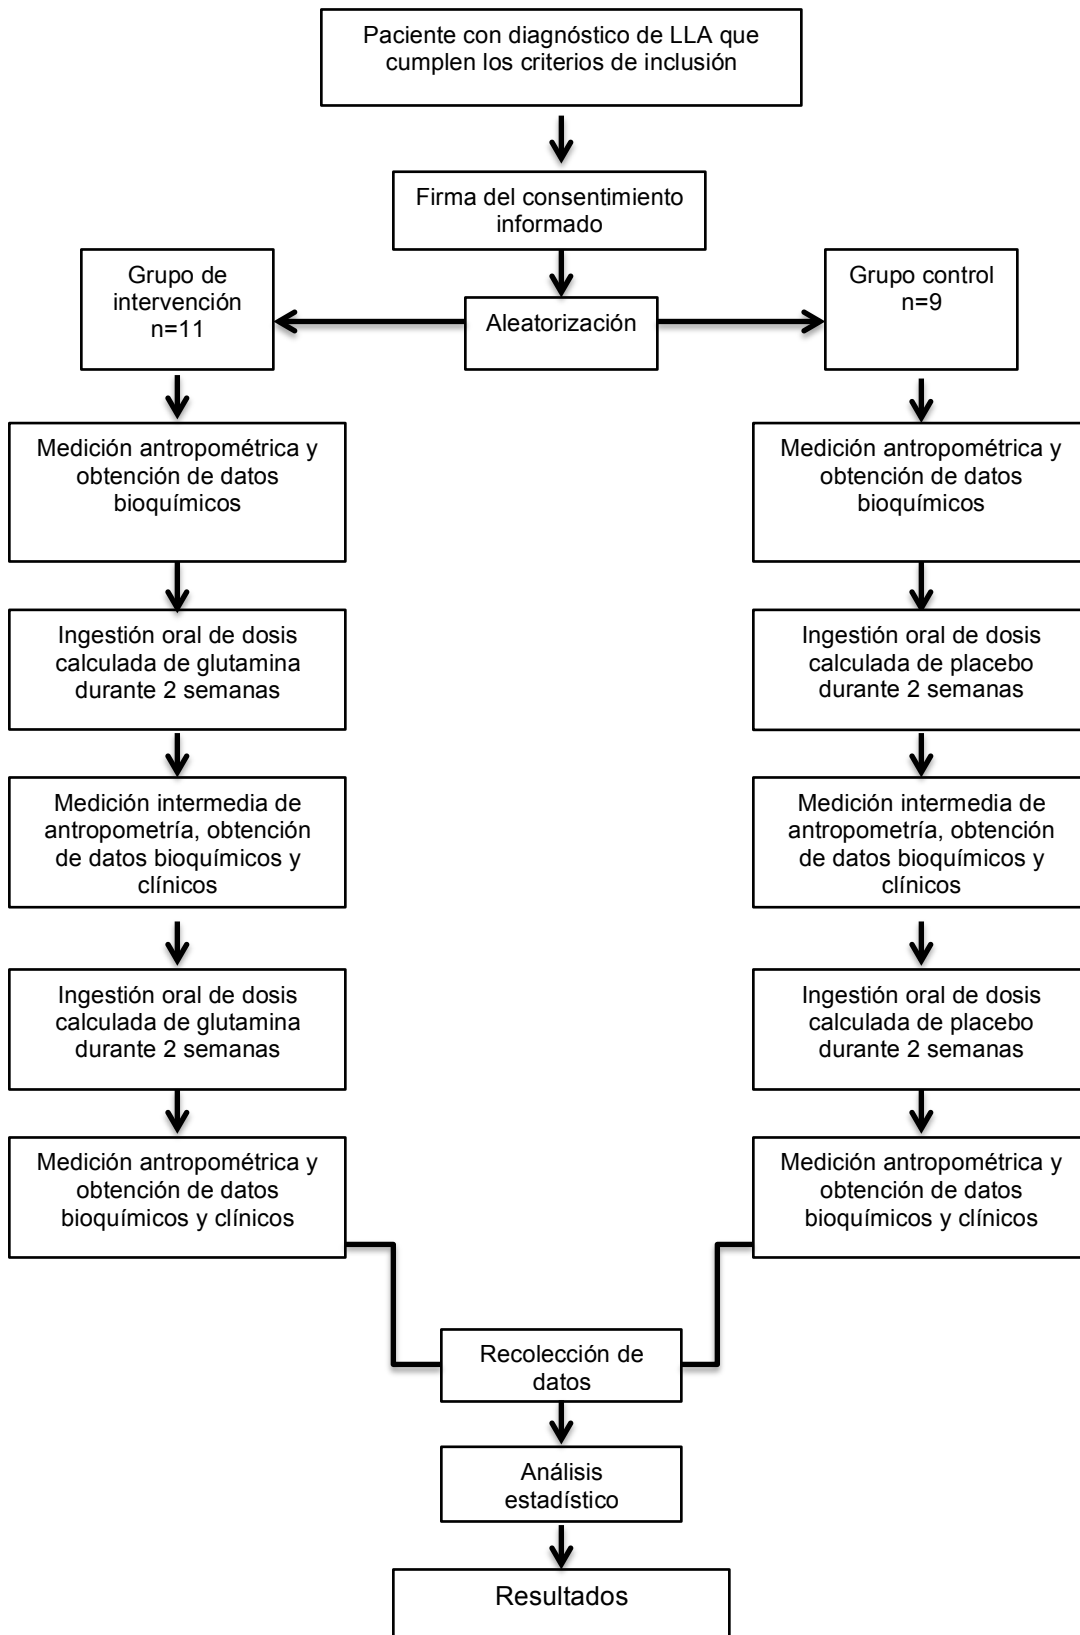 Paciente con diagnóstico de LLA que
cumplen los criterios de inclusión
Firma del consentimiento
informado
Grupo de
intervención
n=11
Aleatorización
Grupo control
n=9
Medición antropométrica y
obtención de datos
bioquímicos
Medición antropométrica y
obtención de datos
bioquímicos
Ingestión oral de dosis
calculada de glutamina
durante 2 semanas
Ingestión oral de dosis
calculada de placebo
durante 2 semanas
Medición intermedia de
antropometría, obtención
de datos bioquímicos y
clínicos
Medición intermedia de
antropometría, obtención
de datos bioquímicos y
clínicos
Ingestión oral de dosis
calculada de glutamina
durante 2 semanas
Ingestión oral de dosis
calculada de placebo
durante 2 semanas
Medición antropométrica y
obtención de datos
bioquímicos y clínicos
Medición antropométrica y
obtención de datos
bioquímicos y clínicos
Recolección de
datos
Análisis
estadístico
Resultados